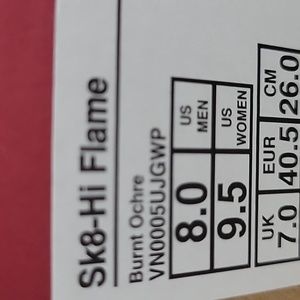 Sk8-Hi Flame
Burnt Ochre
VN0005UJGWP
US MEN
8.0
US WOMEN
9.5
UK
7.0
EUR
40.5
CM
26.0